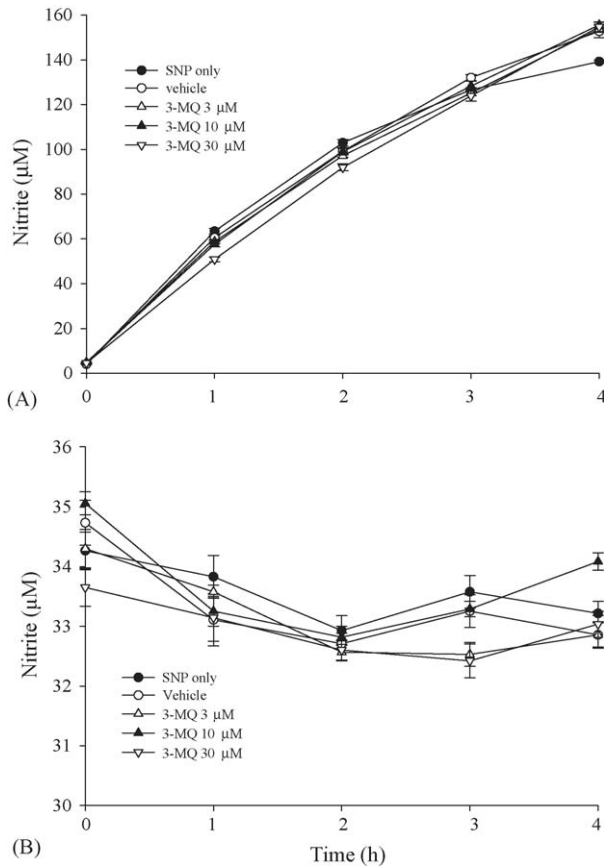 160
140
120
100
80
60
40
20
0
Nitrite (µM)
SNP only
vehicle
3-MQ 3 µM
3-MQ 10 µM
3-MQ 30 µM
0 1 2 3 4
(A)
36
35
34
33
32
31
30
Nitrite (µM)
SNP only
Vehicle
3-MQ 3 µM
3-MQ 10 µM
3-MQ 30 µM
0 1 2 3 4
Time (h)
(B)